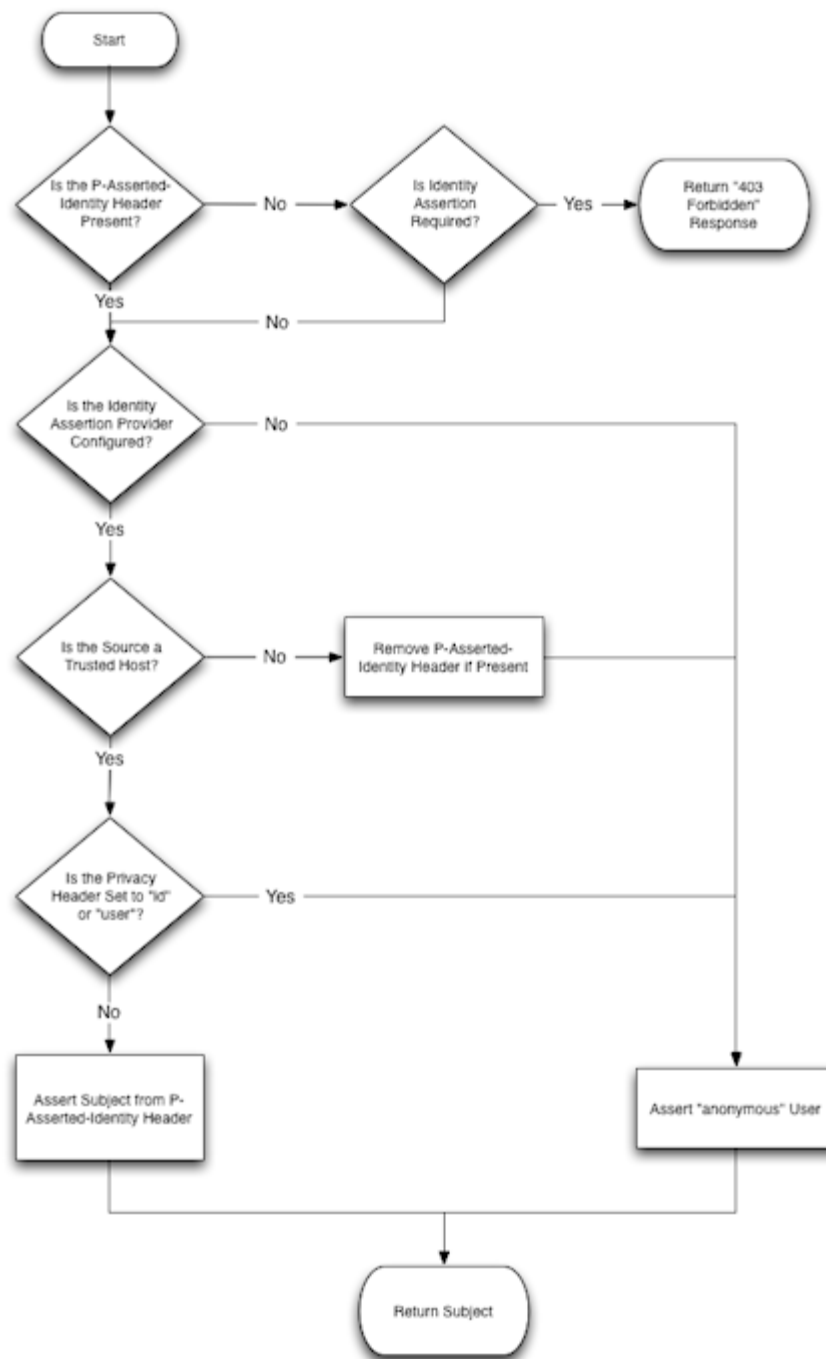 Start
Is the P-Asserted-
Identity Header
Present?
No
Is Identity
Assertion
Required?
Yes
Return "403
Forbidden"
Response
Yes
No
Is the Identity
Assertion Provider
Configured?
No
Yes
Is the Source a
Trusted Host?
No
Remove P-Asserted-
Identity Header if Present
Yes
Is the Privacy
Header Set to "id"
or "user"?
Yes
No
Assert Subject from P-
Asserted-Identity Header
Assert "anonymous" User
Return Subject